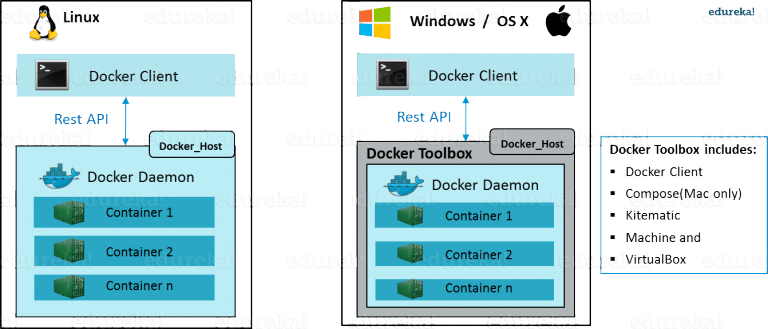 Linux
>_
Docker Client
Rest API
Docker_Host
Docker Daemon
Container 1
Container 2
Container n
Windows / OS X
>_
Docker Client
Rest API
Docker_Host
Docker Toolbox
Docker Daemon
Container 1
Container 2
Container n
edureka!
Docker Toolbox includes:
▪ Docker Client
▪ Compose(Mac only)
▪ Kitematic
▪ Machine and
▪ VirtualBox